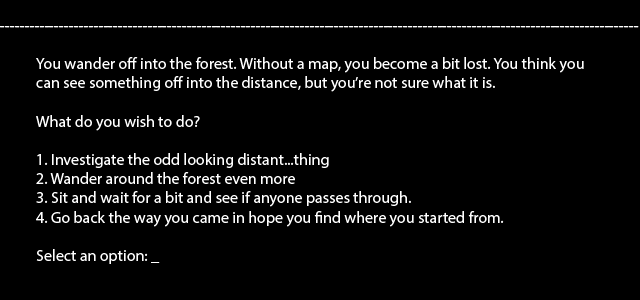 You wander off into the forest. Without a map, you become a bit lost. You think you
can see something off into the distance, but you’re not sure what it is.
What do you wish to do?
1. Investigate the odd looking distant...thing
2. Wander around the forest even more
3. Sit and wait for a bit and see if anyone passes through.
4. Go back the way you came in hope you find where you started from.
Select an option: _